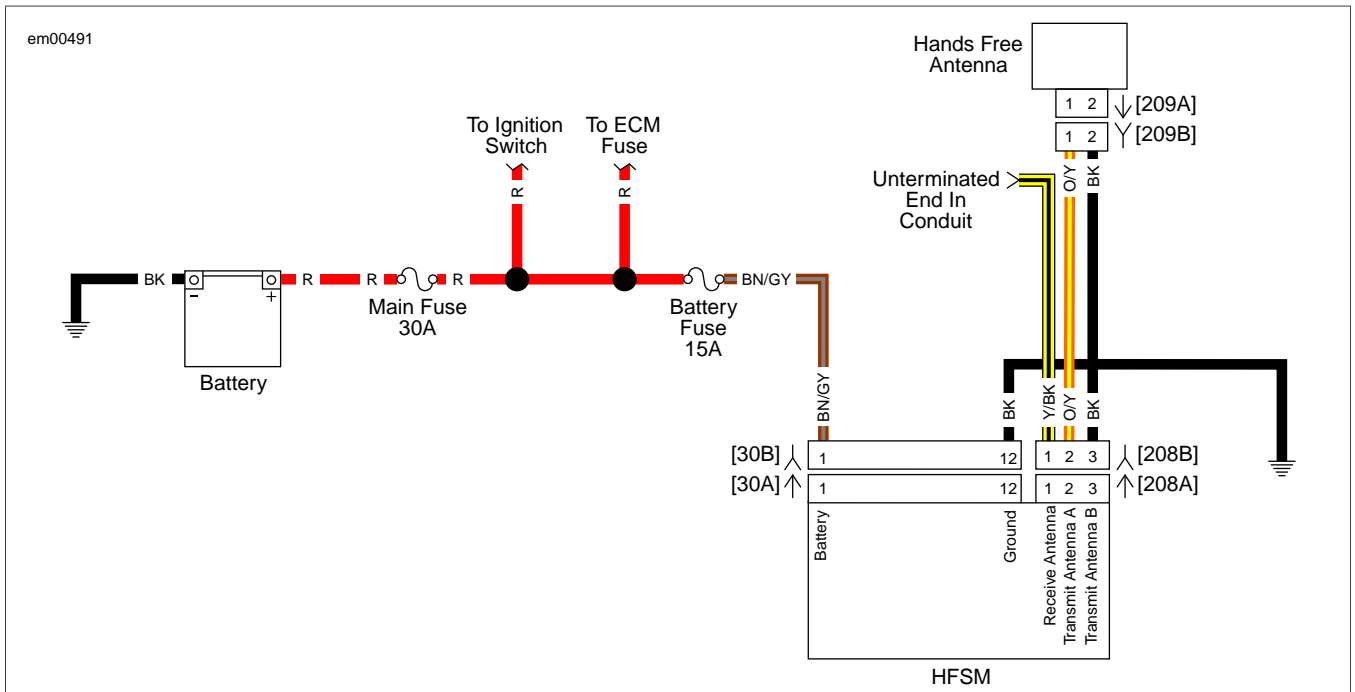 em00491
Hands Free
Antenna
1 2
[209A]
1 2
[209B]
To Ignition
Switch
To ECM
Fuse
R
R
Unterminated
End In
Conduit
O/Y
BK
BK
-
+
R
R
R
BN/GY
Main Fuse
30A
Battery
Fuse
15A
Battery
BN/GY
BK
Y/BK
O/Y
BK
[30B]
1
12
1 2 3
[208B]
[30A]
1
12
1 2 3
[208A]
Battery
Ground
Receive Antenna
Transmit Antenna A
Transmit Antenna B
HFSM